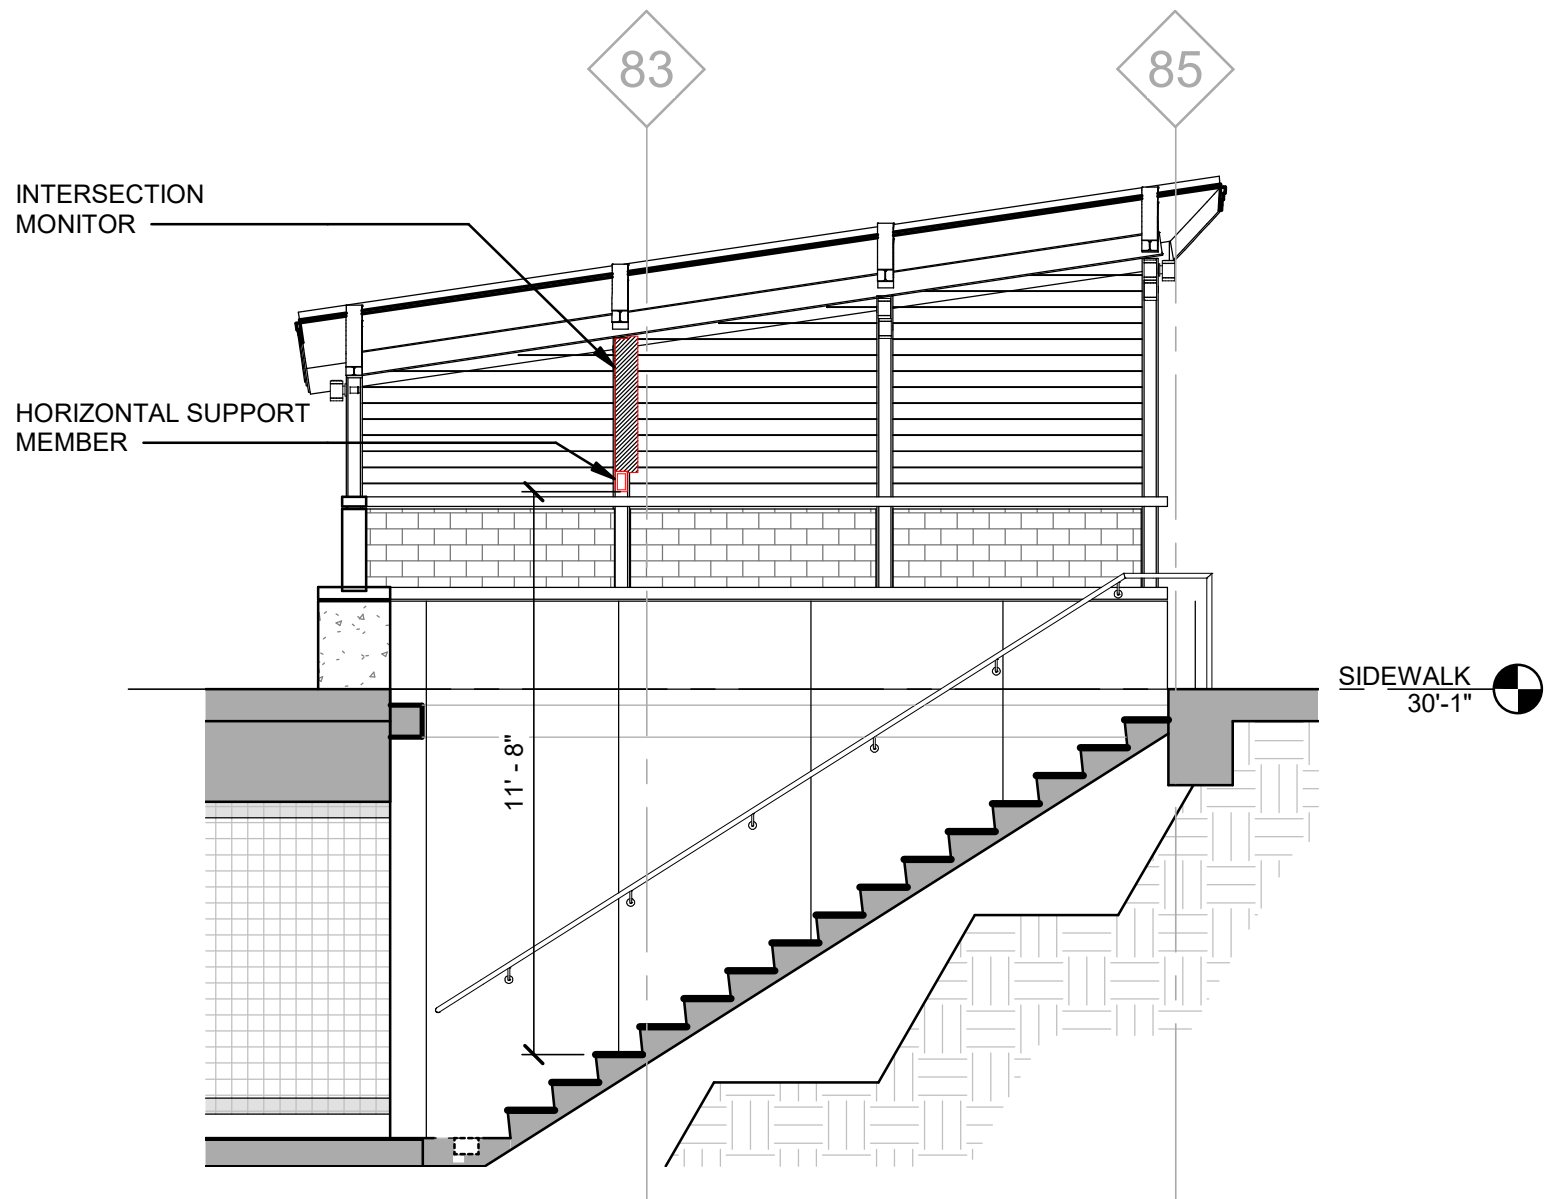 83
85
INTERSECTION
MONITOR
HORIZONTAL SUPPORT
MEMBER
SIDEWALK
30'-1"
11' - 8"